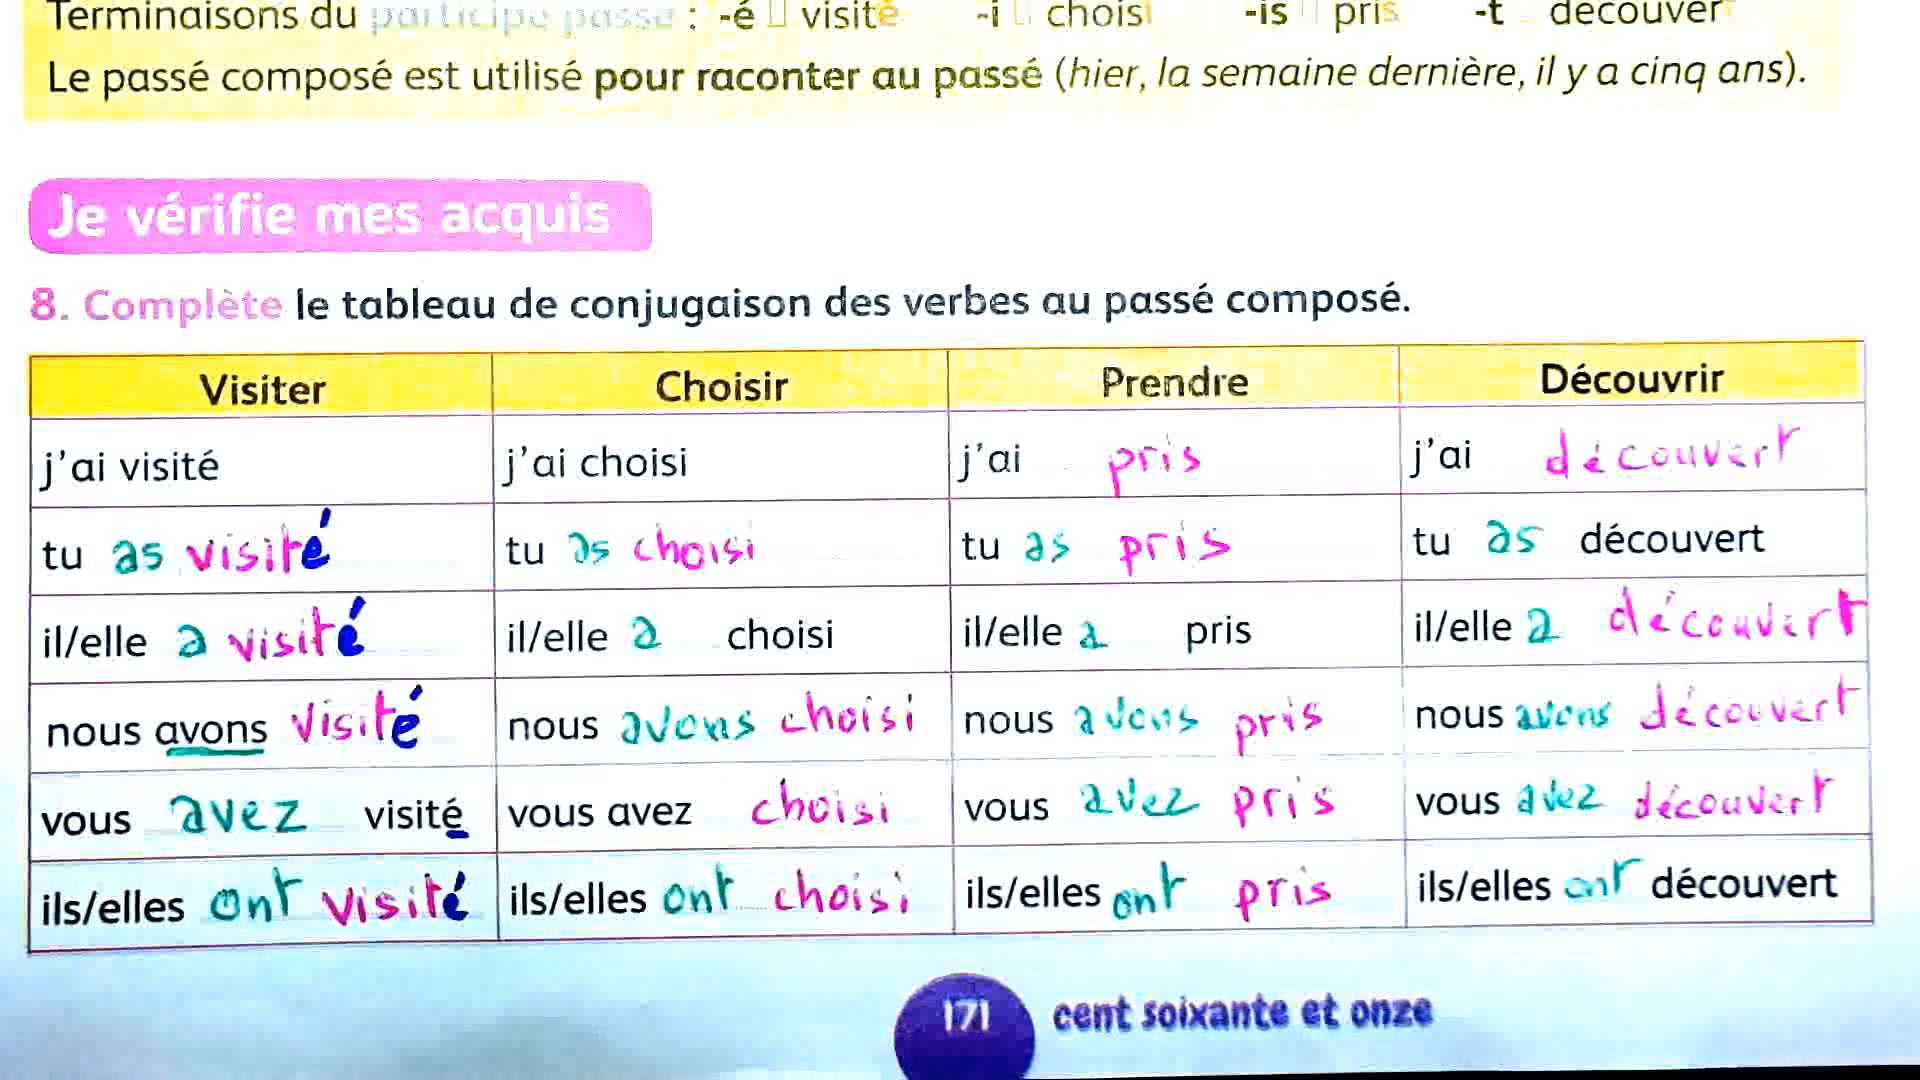 Terminaisons du participe passé : -é visité -i choisi -is pris -t découvert
Le passé composé est utilisé pour raconter au passé (hier, la semaine dernière, il y a cinq ans).
Je vérifie mes acquis
8. Complète le tableau de conjugaison des verbes au passé composé.
Visiter Choisir Prendre Découvrir
j'ai visité j'ai choisi j'ai pris j'ai découvert
tu as visité tu as choisi tu as pris tu as découvert
il/elle a visité il/elle a choisi il/elle a pris il/elle a découvert
nous avons visité nous avons choisi nous avons pris nous avons découvert
vous avez visité vous avez choisi vous avez pris vous avez découvert
ils/elles ont visité ils/elles ont choisi ils/elles ont pris ils/elles ont découvert
171 cent soixante et onze